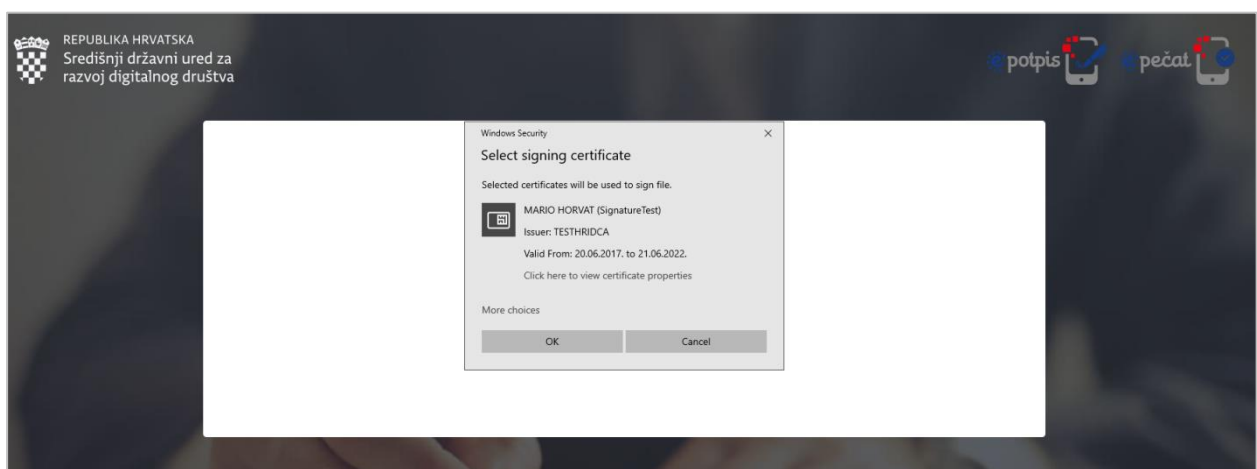 REPUBLIKA HRVATSKA
Središnji državni ured za
razvoj digitalnog društva
e potpis
e pečat
Windows Security
Select signing certificate
Selected certificates will be used to sign file.
MARIO HORVAT (SignatureTest)
Issuer: TESTHRIDCA
Valid From: 20.06.2017. to 21.06.2022.
Click here to view certificate properties
More choices
OK
Cancel